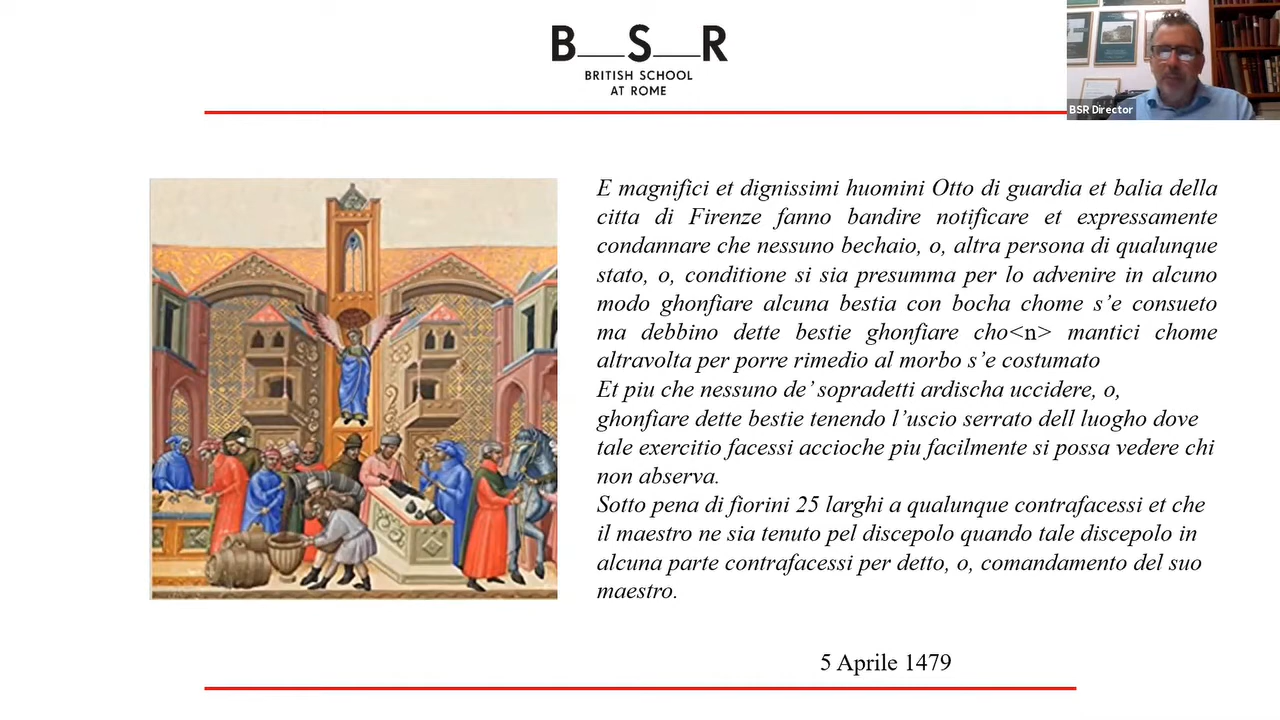 B__S__R
BRITISH SCHOOL
AT ROME
BSR Director
E magnifici et dignissimi huomini Otto di guardia et balia della
citta di Firenze fanno bandire notificare et expressamente
condannare che nessuno bechaio, o, altra persona di qualunque
stato, o, conditione si sia presumma per lo advenire in alcuno
modo ghonfiare alcuna bestia con bocha chome s’e consueto
ma debbino dette bestie ghonfiare cho<n> mantici chome
altravolta per porre rimedio al morbo s’e costumato
Et piu che nessuno de’ sopradetti ardischa uccidere, o,
ghonfiare dette bestie tenendo l’uscio serrato dell luogho dove
tale exercitio facessi accioche piu facilmente si possa vedere chi
non abserva.
Sotto pena di fiorini 25 larghi a qualunque contrafacessi et che
il maestro ne sia tenuto pel discepolo quando tale discepolo in
alcuna parte contrafacessi per detto, o, comandamento del suo
maestro.
5 Aprile 1479